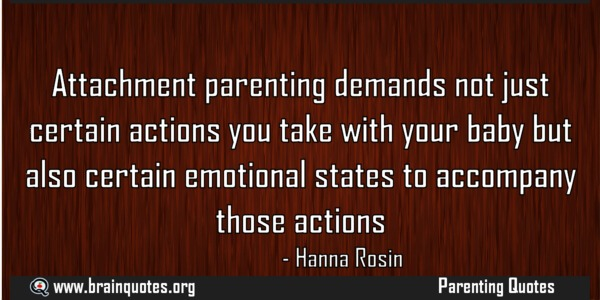 Attachment parenting demands not just
certain actions you take with your baby but
also certain emotional states to accompany
those actions
- Hanna Rosin
www.brainquotes.org
Parenting Quotes